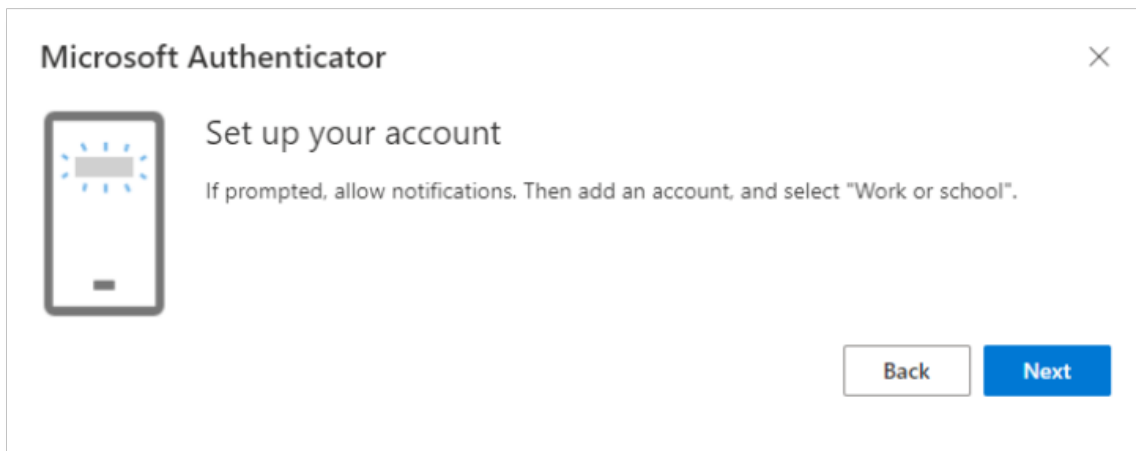 Microsoft Authenticator
Set up your account
If prompted, allow notifications. Then add an account, and select "Work or school".
Back
Next